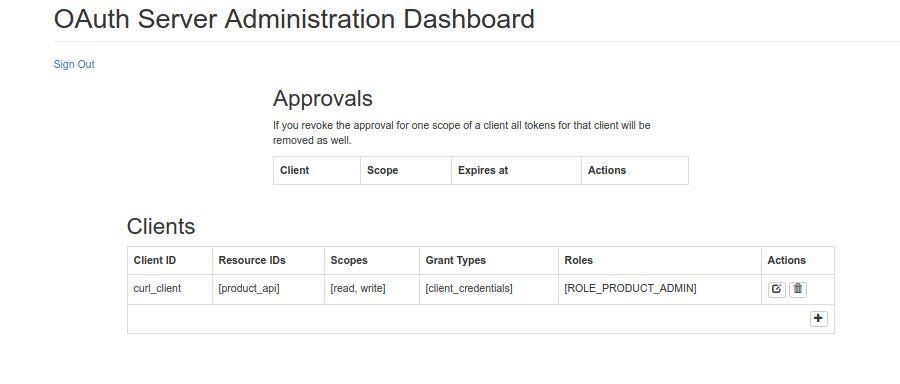 OAuth Server Administration Dashboard
Sign Out
Approvals
If you revoke the approval for one scope of a client all tokens for that client will be
removed as well.
Client Scope Expires at Actions
Clients
Client ID Resource IDs Scopes Grant Types Roles Actions
curl_client [product_api] [read, write] [client_credentials] [ROLE_PRODUCT_ADMIN]